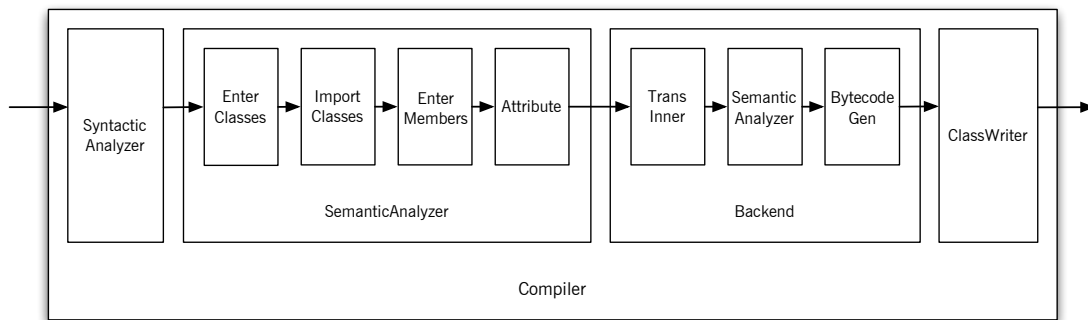 Syntactic
Analyzer
Enter
Classes
Import
Classes
Enter
Members
Attribute
SemanticAnalyzer
Trans
Inner
Semantic
Analyzer
Bytecode
Gen
Backend
ClassWriter
Compiler